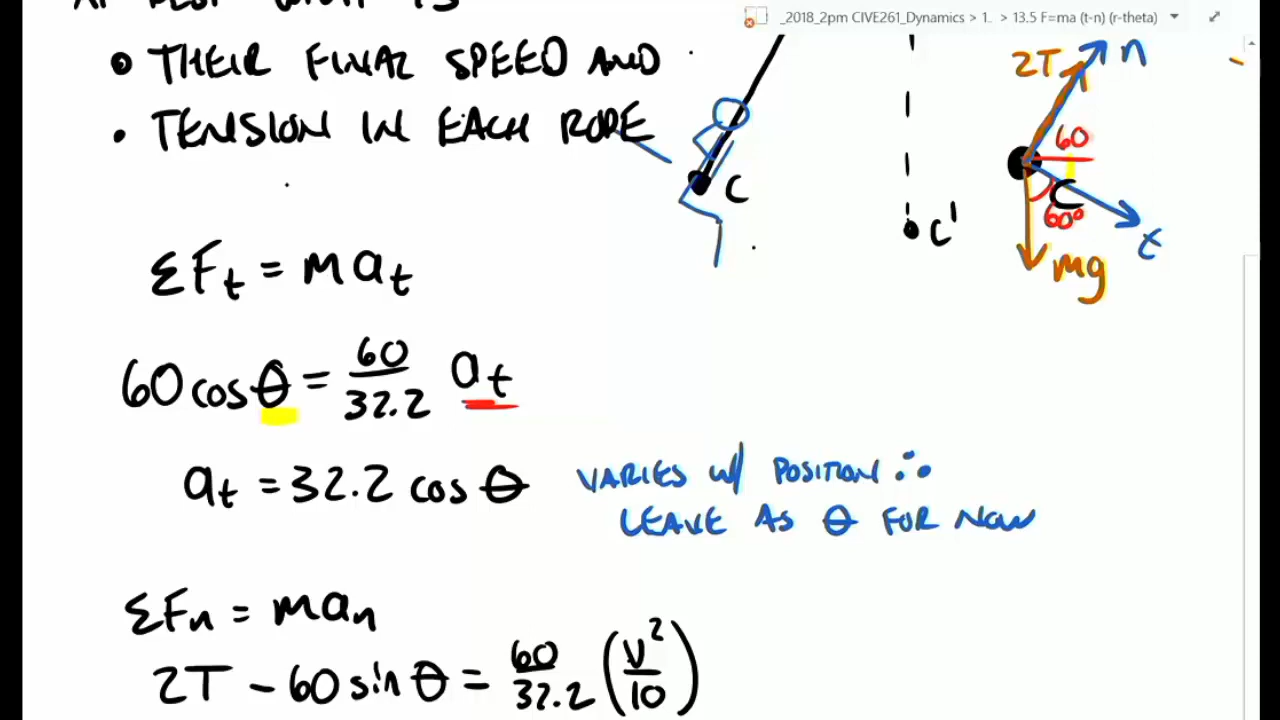 _2018_2pm CIVE261_Dynamics > 1. > 13.5 F=ma (t-n) (r-theta)
• THEIR FINAL SPEED AND
• TENSION IN EACH ROPE
C
C'
2T
n
60
C
60°
t
mg
ΣFt = mat
60 cos θ = 60/32.2 at
at = 32.2 cos θ
VARIES W/ POSITION ∴
LEAVE AS θ FOR NOW
ΣFn = man
2T - 60 sin θ = 60/32.2 (v²/10)